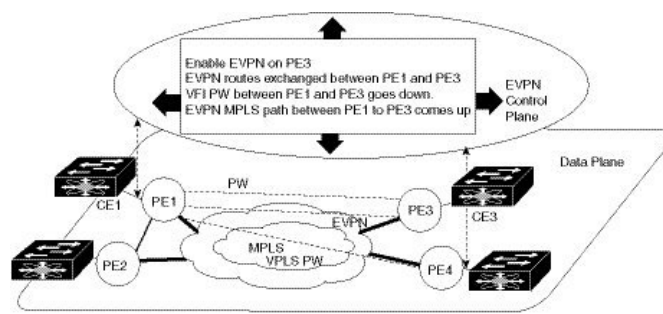 Enable EVPN on PE3
EVPN routes exchanged between PE1 and PE3
VFI PW between PE1 and PE3 goes down.
EVPN MPLS path between PE1 to PE3 comes up
EVPN
Control
Plane
Data Plane
CE1
PE1
PW
PE3
CE3
EVPN
MPLS
VPLS PW
PE2
PE4